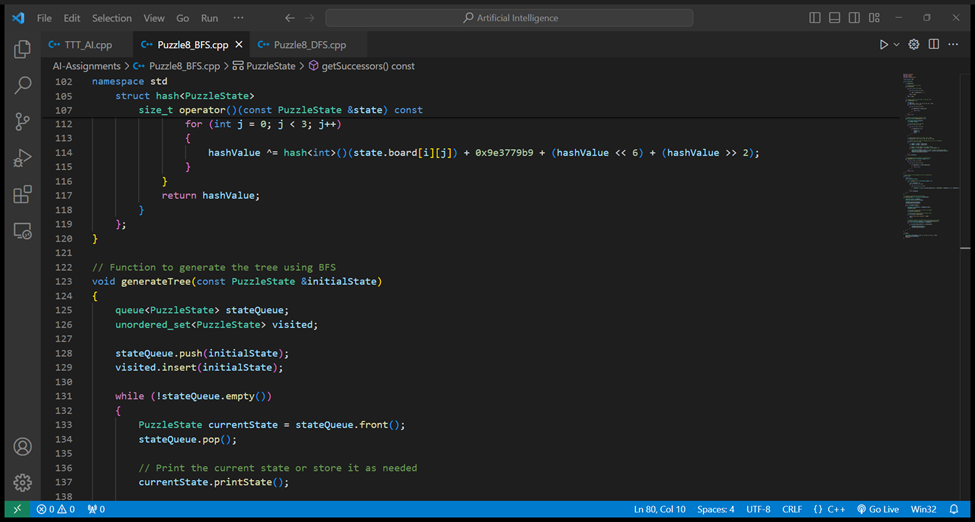 File Edit Selection View Go Run ··· ← → Artificial Intelligence
C++ TTT_AI.cpp C++ Puzzle8_BFS.cpp × C++ Puzzle8_DFS.cpp
AI-Assignments > C++ Puzzle8_BFS.cpp > PuzzleState > getSuccessors() const
102 namespace std
105 struct hash<PuzzleState>
107 size_t operator()(const PuzzleState &state) const
112 for (int j = 0; j < 3; j++)
113 {
114 hashValue ^= hash<int>()(state.board[i][j]) + 0x9e3779b9 + (hashValue << 6) + (hashValue >> 2);
115 }
116 }
117 return hashValue;
118 }
119 };
120 }
121
122 // Function to generate the tree using BFS
123 void generateTree(const PuzzleState &initialState)
124 {
125 queue<PuzzleState> stateQueue;
126 unordered_set<PuzzleState> visited;
127
128 stateQueue.push(initialState);
129 visited.insert(initialState);
130
131 while (!stateQueue.empty())
132 {
133 PuzzleState currentState = stateQueue.front();
134 stateQueue.pop();
135
136 // Print the current state or store it as needed
137 currentState.printState();
138
0 0 0 Ln 80, Col 10 Spaces: 4 UTF-8 CRLF {} C++ Go Live Win32